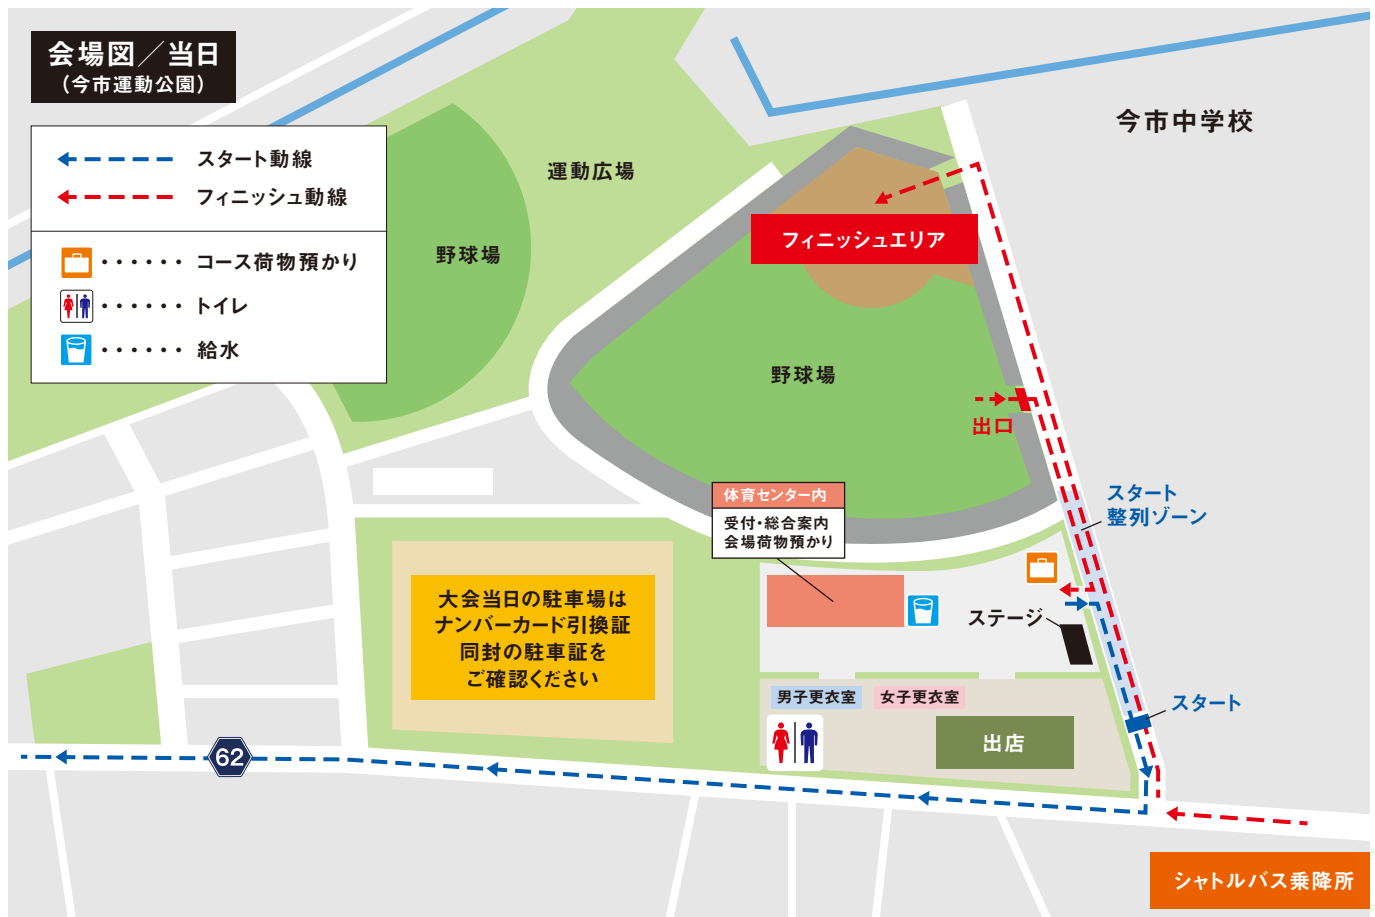 会場図／当日
（今市運動公園）
スタート動線
フィニッシュ動線
・・・・・・ コース荷物預かり
・・・・・・ トイレ
・・・・・・ 給水
今市中学校
運動広場
野球場
フィニッシュエリア
野球場
出口
スタート
整列ゾーン
体育センター内
受付・総合案内
会場荷物預かり
大会当日の駐車場は
ナンバーカード引換証
同封の駐車証を
ご確認ください
ステージ
男子更衣室
女子更衣室
スタート
出店
62
シャトルバス乗降所